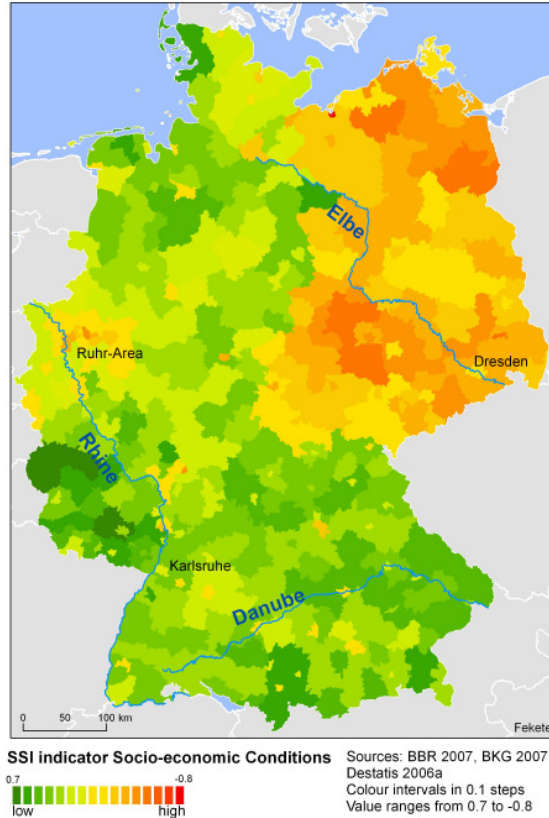 Elbe
Ruhr-Area
Dresden
Rhine
Karlsruhe
Danube
0 50 100 km
Fekete
SSI indicator Socio-economic Conditions
0.7 -0.8
low high
Sources: BBR 2007, BKG 2007
Destatis 2006a
Colour intervals in 0.1 steps
Value ranges from 0.7 to -0.8